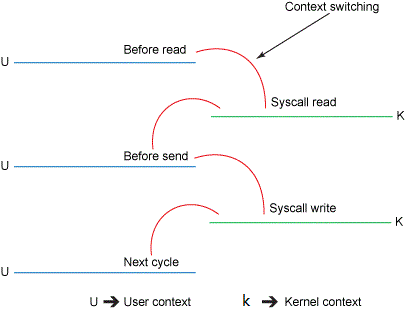 Context switching
Before read
U
Syscall read
K
Before send
U
Syscall write
K
Next cycle
U
U User context k Kernel context